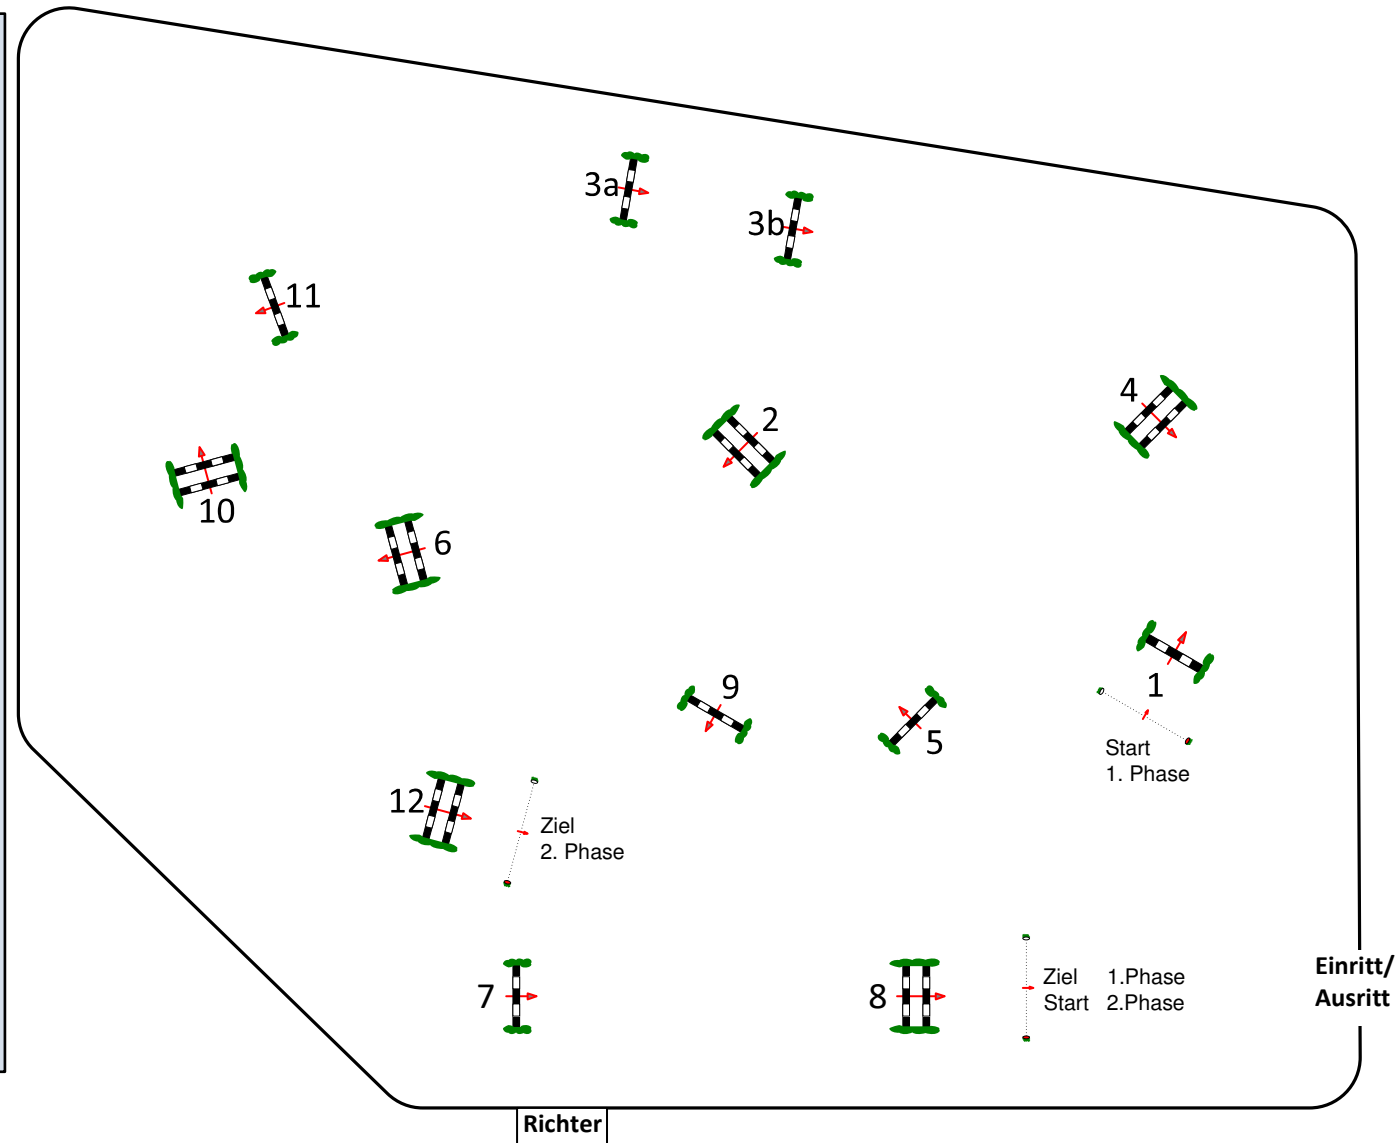 3a
3b
11
4
2
10
6
1
9
5
Start
1. Phase
12
Ziel
2. Phase
Einritt/
Ausritt
7
8
Ziel 1.Phase
Start 2.Phase
Richter